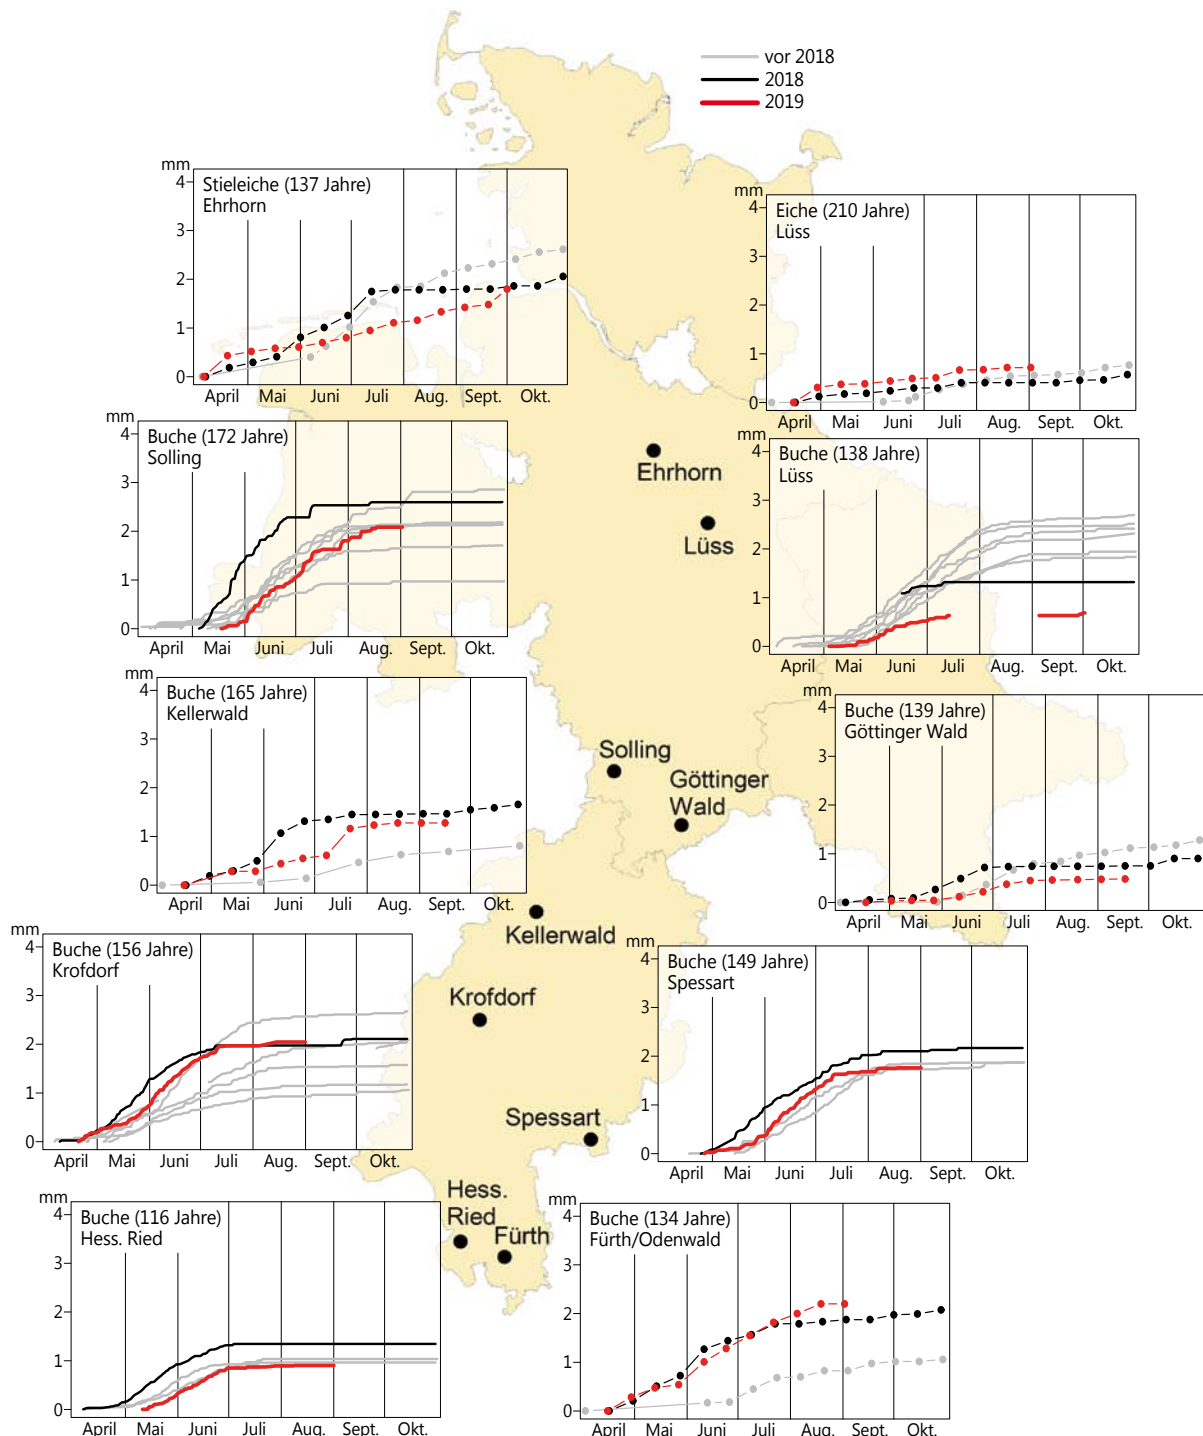 vor 2018
2018
2019
mm
4
3
2
1
0
Stieleiche (137 Jahre)
Ehrhorn
April Mai Juni Juli Aug. Sept. Okt.
mm
4
3
2
1
0
Eiche (210 Jahre)
Lüss
April Mai Juni Juli Aug. Sept. Okt.
mm
4
3
2
1
0
Buche (172 Jahre)
Solling
April Mai Juni Juli Aug. Sept. Okt.
mm
4
3
2
1
0
Buche (138 Jahre)
Lüss
April Mai Juni Juli Aug. Sept. Okt.
Ehrhorn
Lüss
mm
4
3
2
1
0
Buche (165 Jahre)
Kellerwald
April Mai Juni Juli Aug. Sept. Okt.
mm
4
3
2
1
0
Buche (139 Jahre)
Göttinger Wald
April Mai Juni Juli Aug. Sept. Okt.
Solling
Göttinger
Wald
Kellerwald
mm
4
3
2
1
0
Buche (156 Jahre)
Krofdorf
April Mai Juni Juli Aug. Sept. Okt.
mm
4
3
2
1
0
Buche (149 Jahre)
Spessart
April Mai Juni Juli Aug. Sept. Okt.
Krofdorf
Spessart
Hess.
Ried
Fürth
mm
4
3
2
1
0
Buche (116 Jahre)
Hess. Ried
April Mai Juni Juli Aug. Sept. Okt.
mm
4
3
2
1
0
Buche (134 Jahre)
Fürth/Odenwald
April Mai Juni Juli Aug. Sept. Okt.